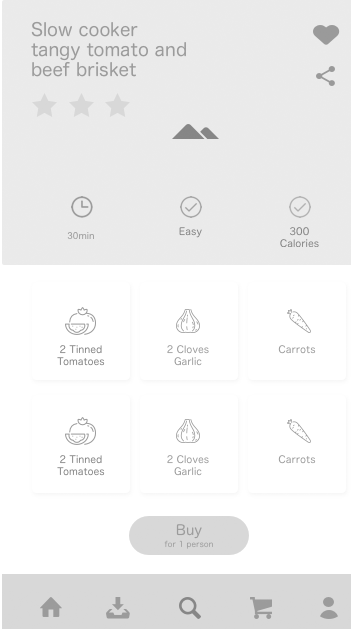 Slow cooker
tangy tomato and
beef brisket
30min
Easy
300
Calories
2 Tinned
Tomatoes
2 Cloves
Garlic
Carrots
2 Tinned
Tomatoes
2 Cloves
Garlic
Carrots
Buy
for 1 person